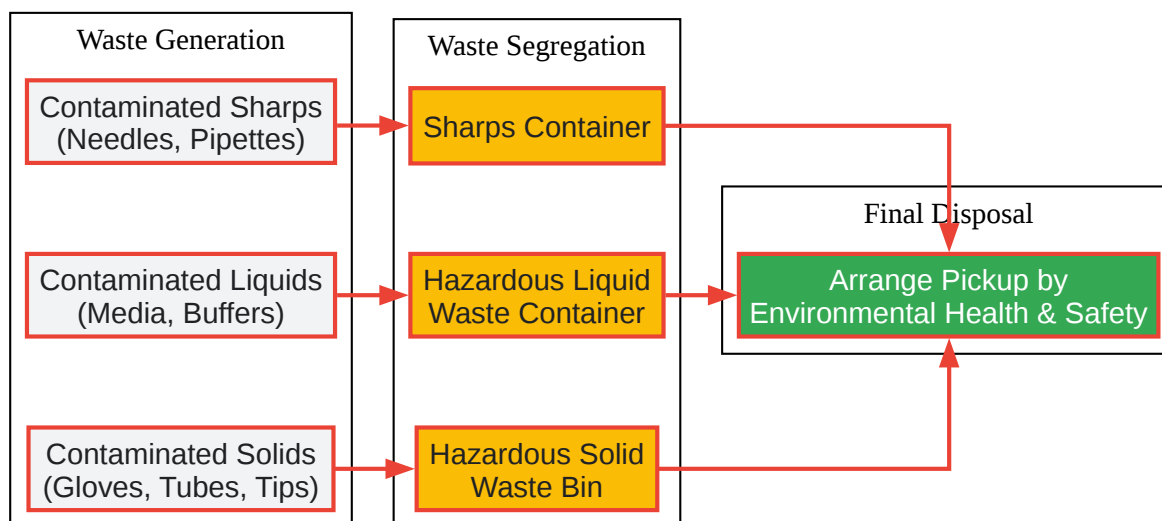 Waste Generation
Contaminated Sharps
(Needles, Pipettes)
Contaminated Liquids
(Media, Buffers)
Contaminated Solids
(Gloves, Tubes, Tips)
Waste Segregation
Sharps Container
Hazardous Liquid
Waste Container
Hazardous Solid
Waste Bin
Final Disposal
Arrange Pickup by
Environmental Health & Safety